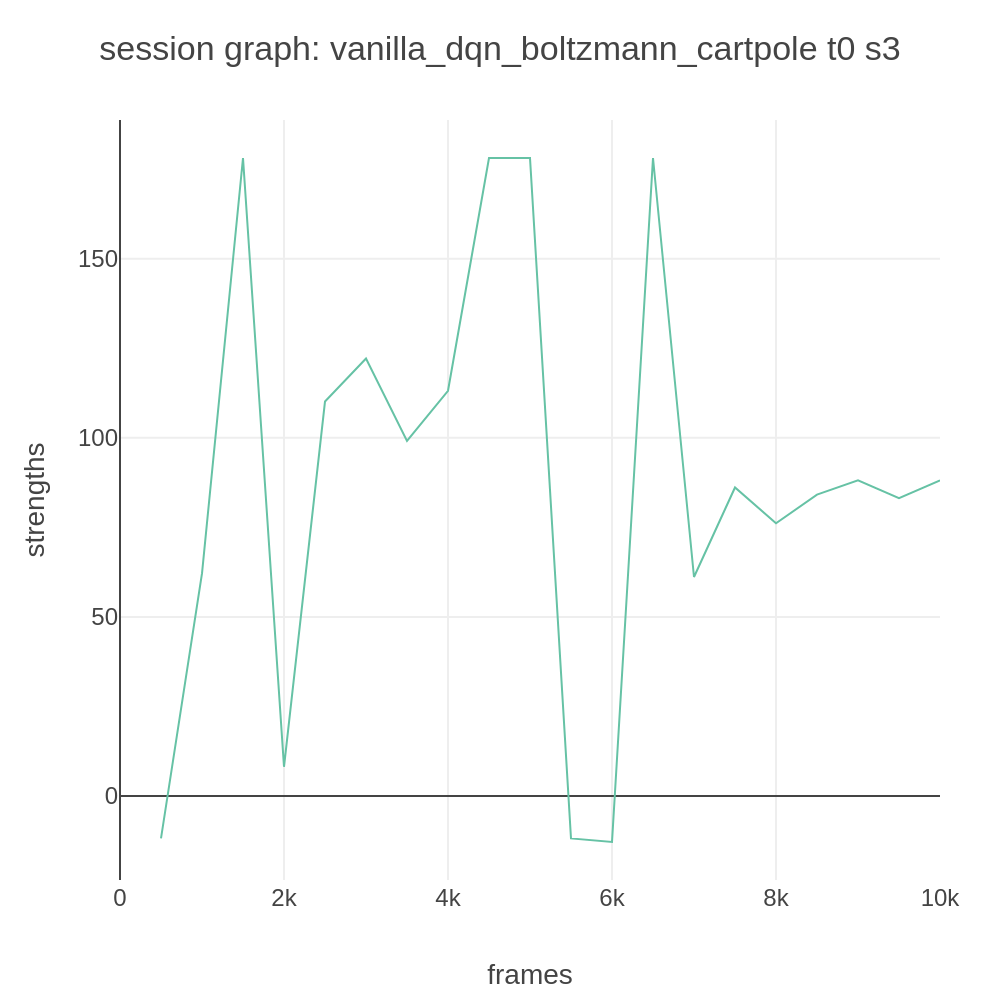 session graph: vanilla_dqn_boltzmann_cartpole t0 s3
150
100
50
0
strengths
0 2k 4k 6k 8k 10k
frames